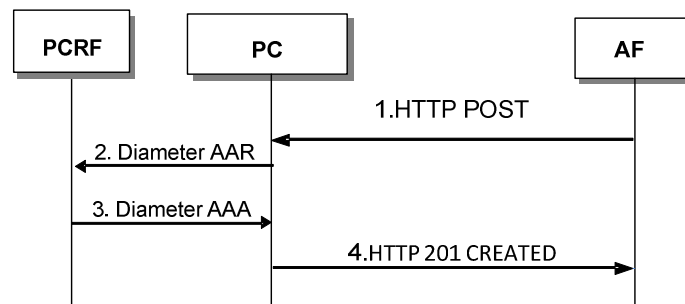 PCRF
PC
AF
1.HTTP POST
2. Diameter AAR
3. Diameter AAA
4.HTTP 201 CREATED